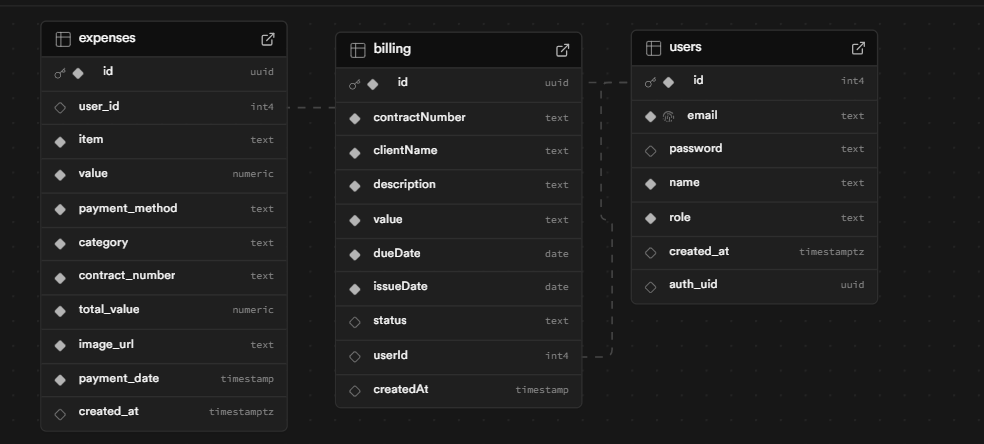 expenses
id uuid
user_id int4
item text
value numeric
payment_method text
category text
contract_number text
total_value numeric
image_url text
payment_date timestamp
created_at timestamptz
billing
id uuid
contractNumber text
clientName text
description text
value text
dueDate date
issueDate date
status text
userId int4
createdAt timestamp
users
id int4
email text
password text
name text
role text
created_at timestamptz
auth_uid uuid